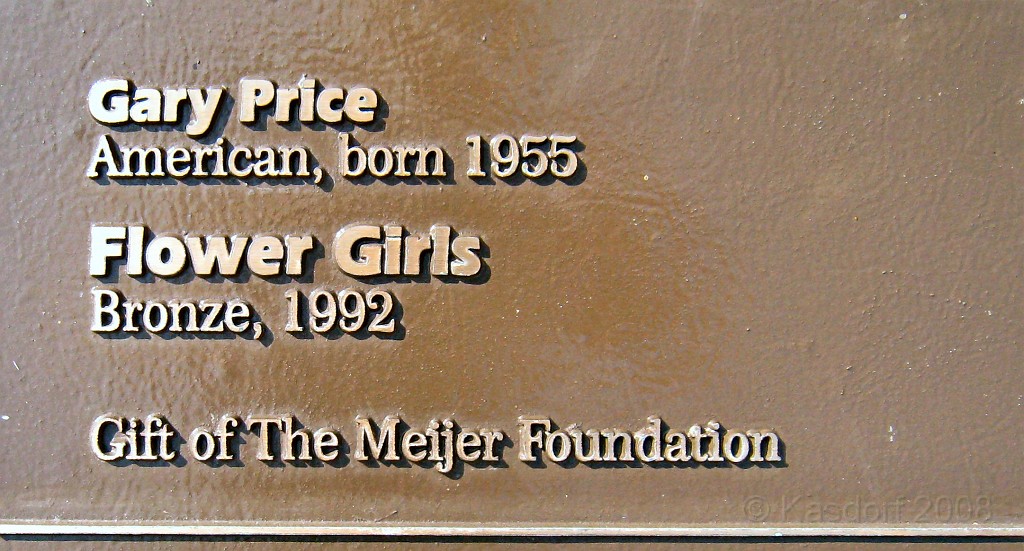 Gary Price
American, born 1955
Flower Girls
Bronze, 1992
Gift of The Meijer Foundation
© Kasdorf 2008